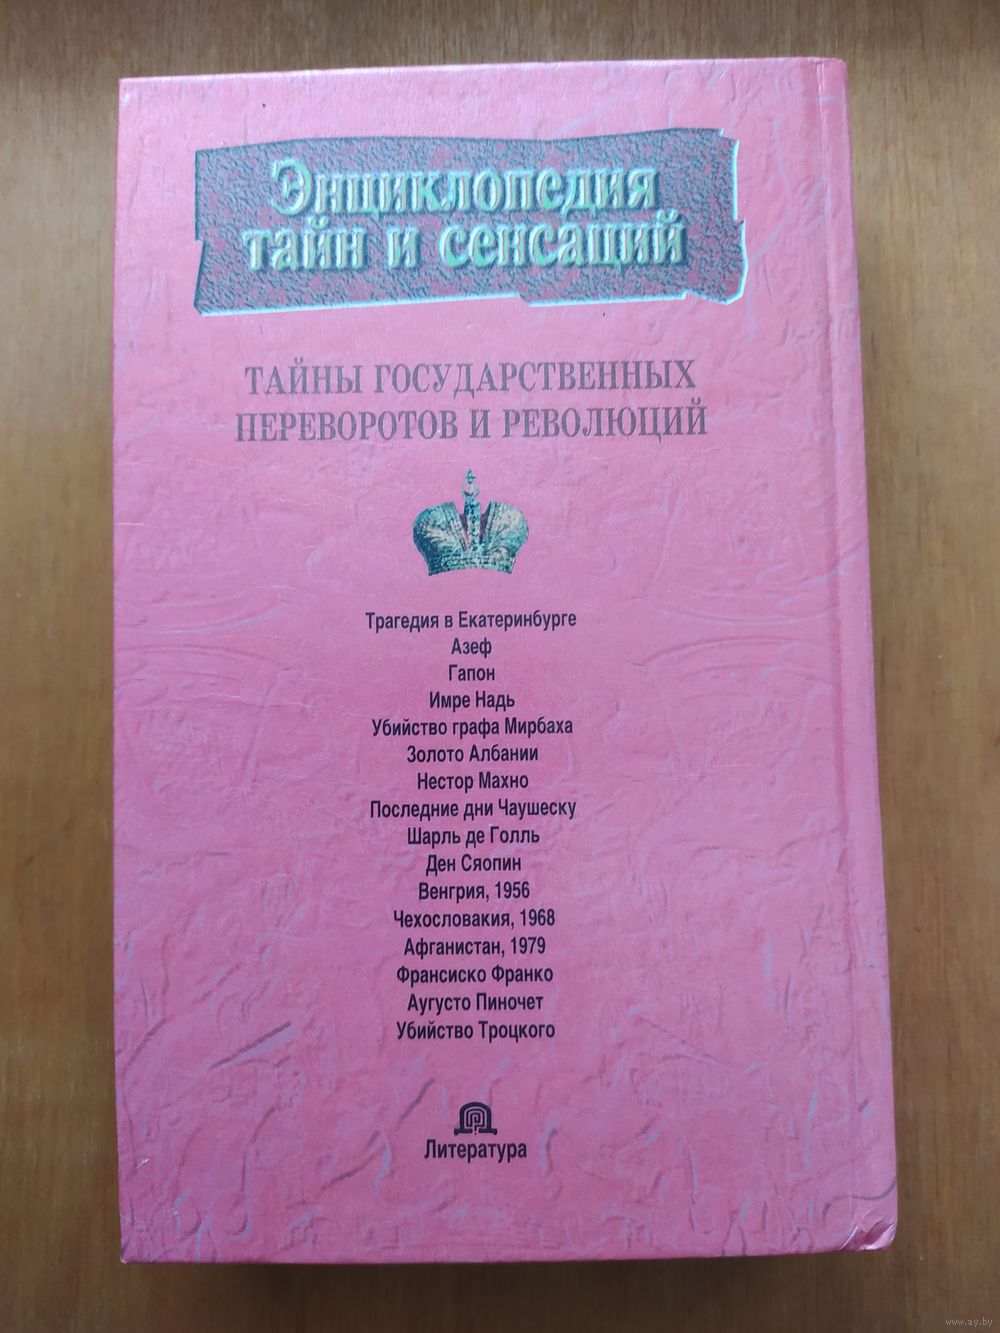 Энциклопедия
тайн и сенсаций
ТАЙНЫ ГОСУДАРСТВЕННЫХ
ПЕРЕВОРОТОВ И РЕВОЛЮЦИЙ
Трагедия в Екатеринбурге
Азеф
Гапон
Имре Надь
Убийство графа Мирбаха
Золото Албании
Нестор Махно
Последние дни Чаушеску
Шарль де Голль
Ден Сяопин
Венгрия, 1956
Чехословакия, 1968
Афганистан, 1979
Франсиско Франко
Аугусто Пиночет
Убийство Троцкого
Литература
www.ay.by